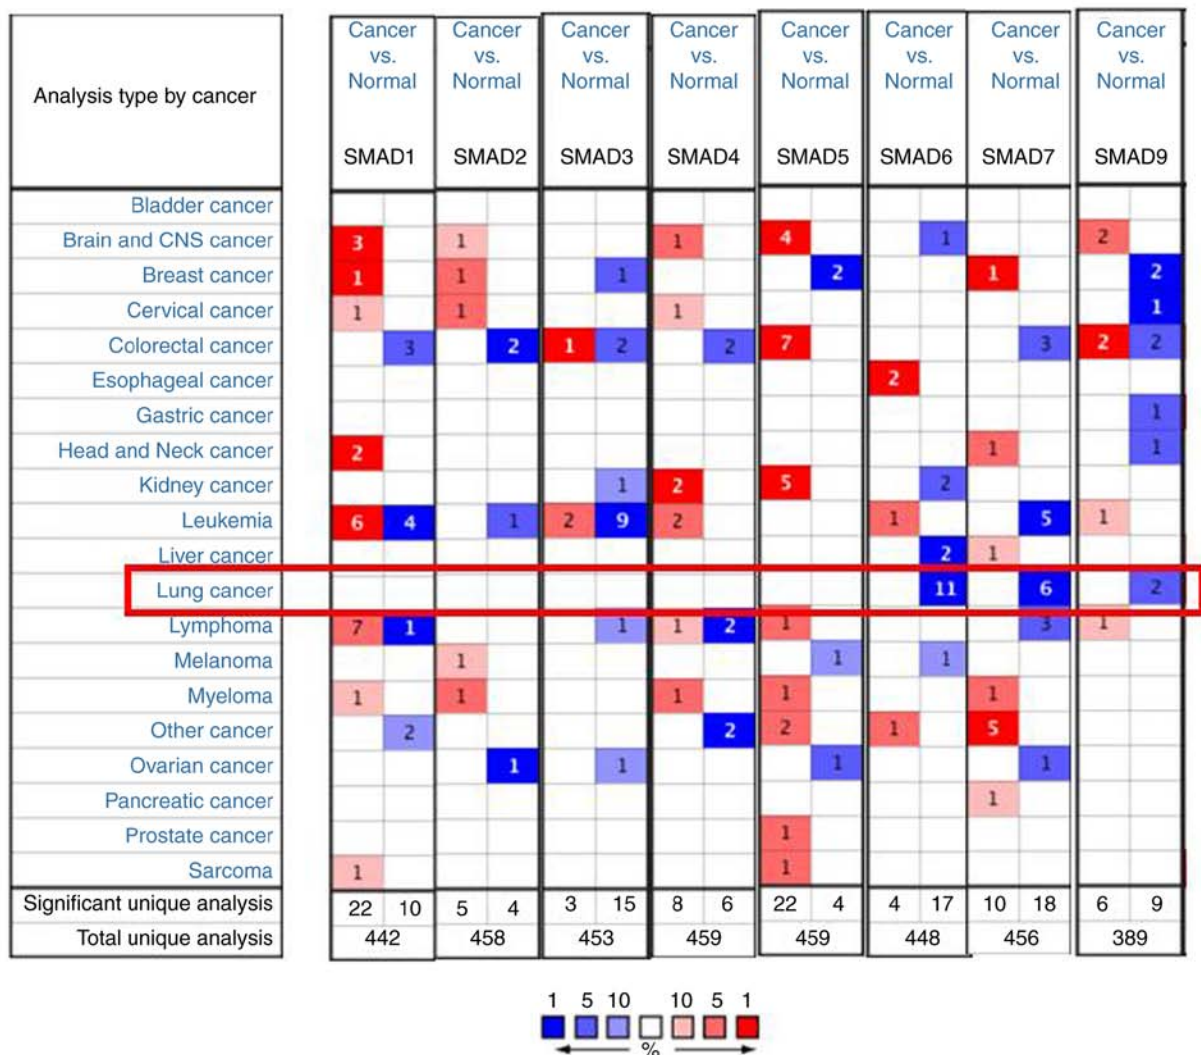 Analysis type by cancer
Cancer vs. Normal SMAD1
Cancer vs. Normal SMAD2
Cancer vs. Normal SMAD3
Cancer vs. Normal SMAD4
Cancer vs. Normal SMAD5
Cancer vs. Normal SMAD6
Cancer vs. Normal SMAD7
Cancer vs. Normal SMAD9
Bladder cancer
Brain and CNS cancer 3 1 1 4 1 2
Breast cancer 1 1 1 2 1 2
Cervical cancer 1 1 1 1
Colorectal cancer 3 2 1 2 2 7 3 2 2
Esophageal cancer 2
Gastric cancer 1
Head and Neck cancer 2 1 1
Kidney cancer 1 2 5 2
Leukemia 6 4 1 2 9 2 1 5 1
Liver cancer 2 1
Lung cancer 11 6 2
Lymphoma 7 1 1 1 2 1 3 1
Melanoma 1 1 1
Myeloma 1 1 1 1 1
Other cancer 2 2 2 1 5
Ovarian cancer 1 1 1 1
Pancreatic cancer 1
Prostate cancer 1
Sarcoma 1 1
Significant unique analysis 22 10 5 4 3 15 8 6 22 4 4 17 10 18 6 9
Total unique analysis 442 458 453 459 459 448 456 389
1 5 10 10 5 1
%